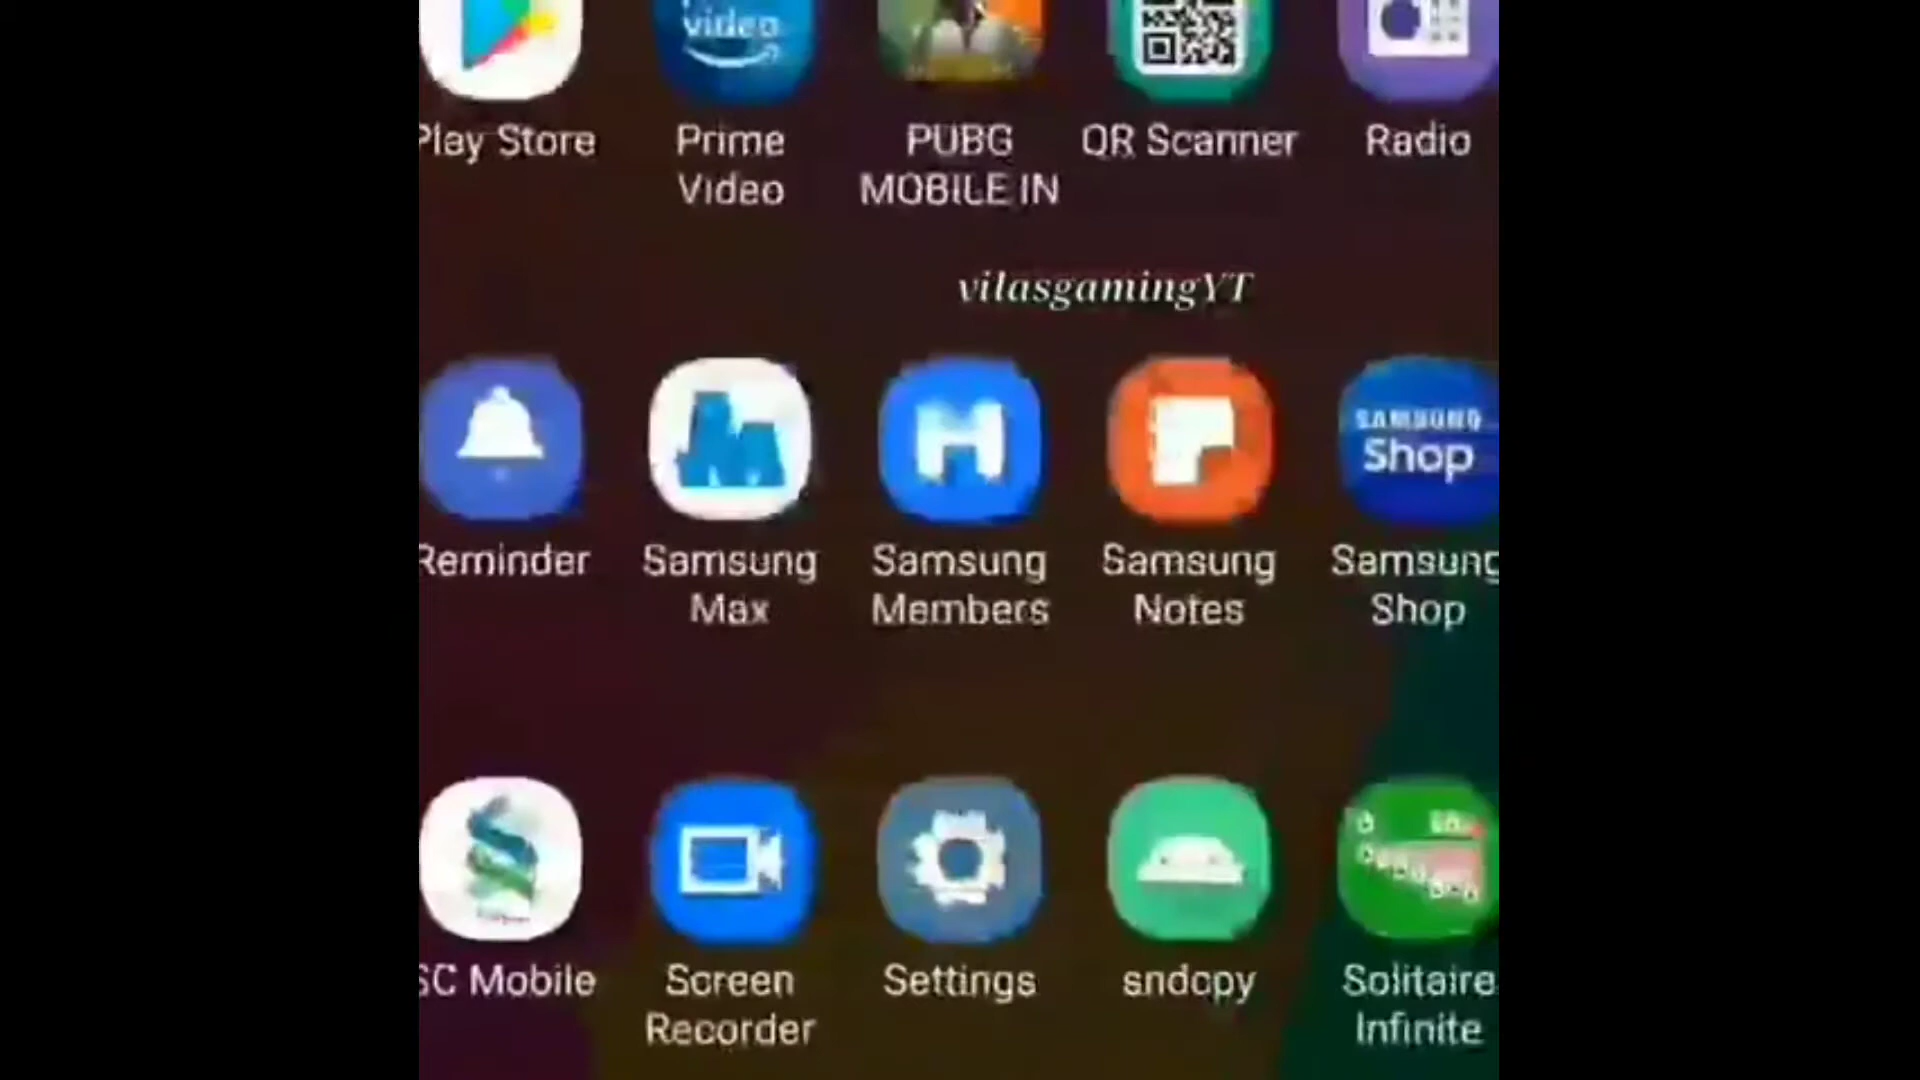 video
Play Store
Prime
Video
PUBG
MOBILE IN
QR Scanner
Radio
vilasgamingYT
SAMSUNG
Shop
Reminder
Samsung
Max
Samsung
Members
Samsung
Notes
Samsung
Shop
SC Mobile
Screen
Recorder
Settings
sndcpy
Solitaire
Infinite